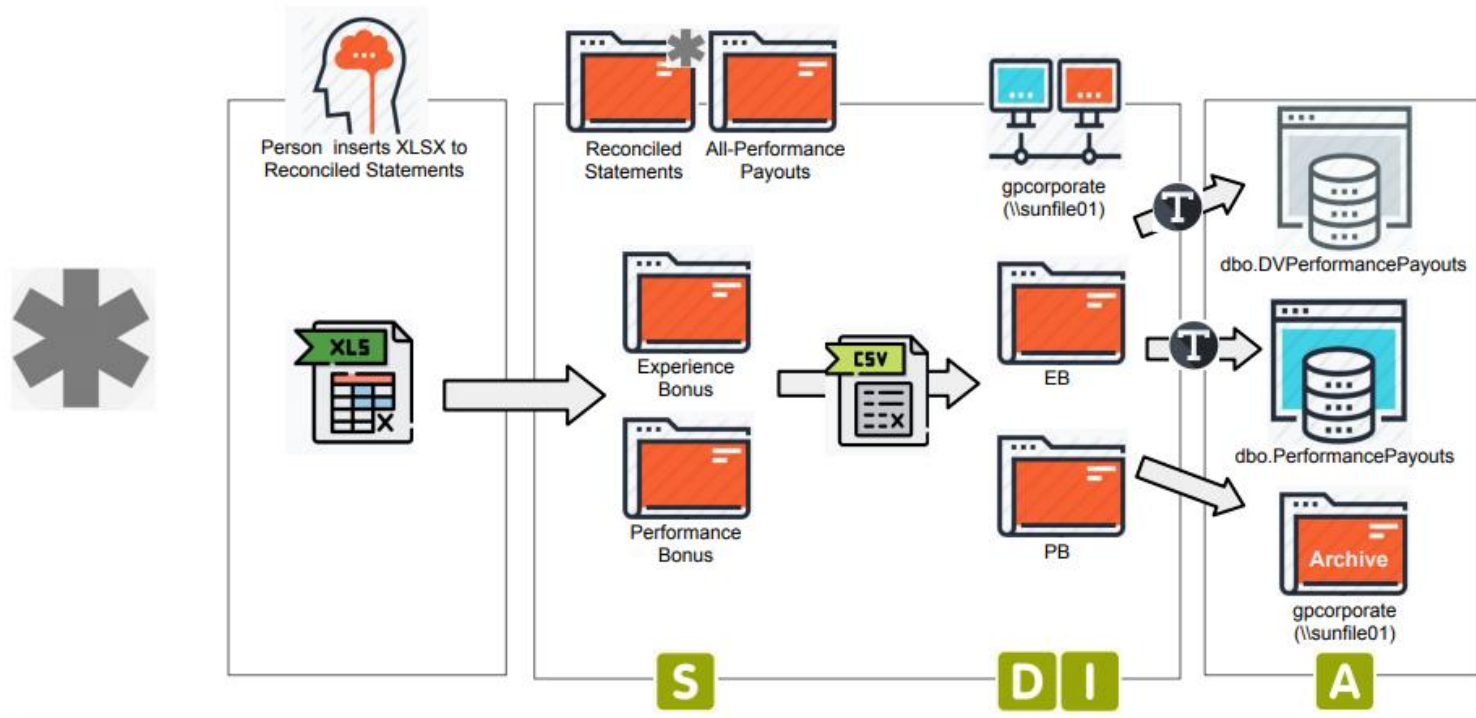 Person inserts XLSX to
Reconciled Statements
XLS
X
Reconciled
Statements
All-Performance
Payouts
Experience
Bonus
Performance
Bonus
CSV
X
gpcorporate
(\\sunfile01)
EB
PB
T
T
dbo.DVPerformancePayouts
dbo.PerformancePayouts
Archive
gpcorporate
(\\sunfile01)
S
D
I
A